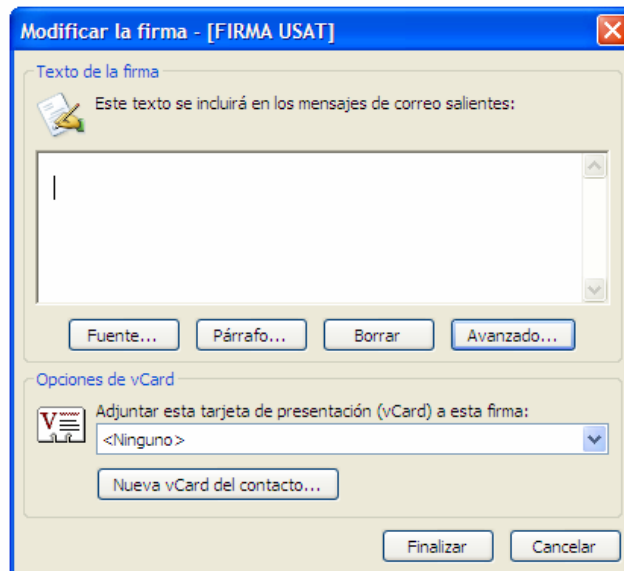 Modificar la firma - [FIRMA USAT]
Texto de la firma
Este texto se incluirá en los mensajes de correo salientes:
Fuente... Párrafo... Borrar Avanzado...
Opciones de vCard
Adjuntar esta tarjeta de presentación (vCard) a esta firma:
<Ninguno>
Nueva vCard del contacto...
Finalizar Cancelar